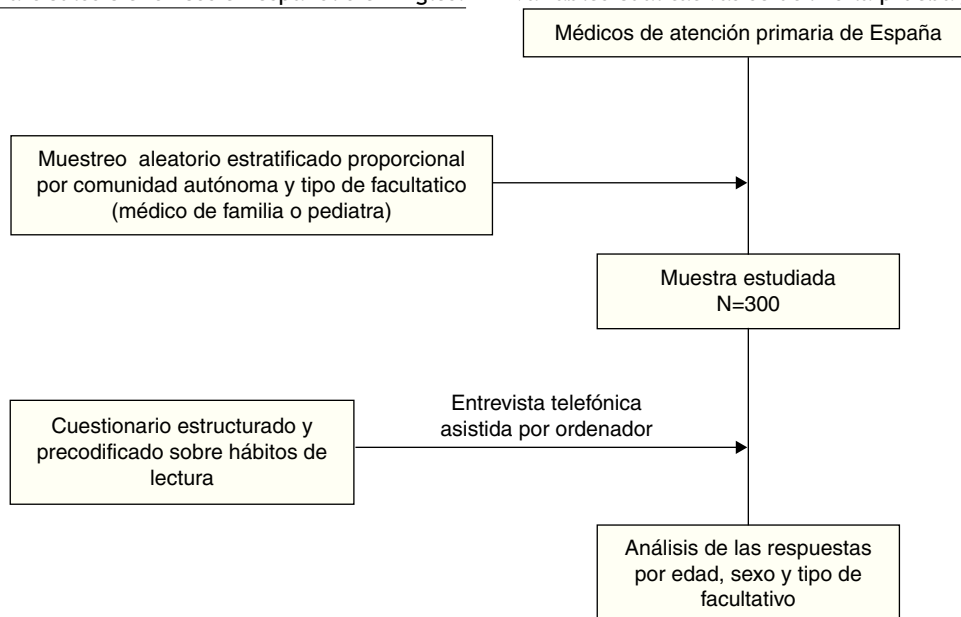 Médicos de atención primaria de España
Muestreo aleatorio estratificado proporcional
por comunidad autónoma y tipo de facultatico
(médico de familia o pediatra)
Muestra estudiada
N=300
Entrevista telefónica
asistida por ordenador
Cuestionario estructurado y
precodificado sobre hábitos de
lectura
Análisis de las respuestas
por edad, sexo y tipo de
facultativo